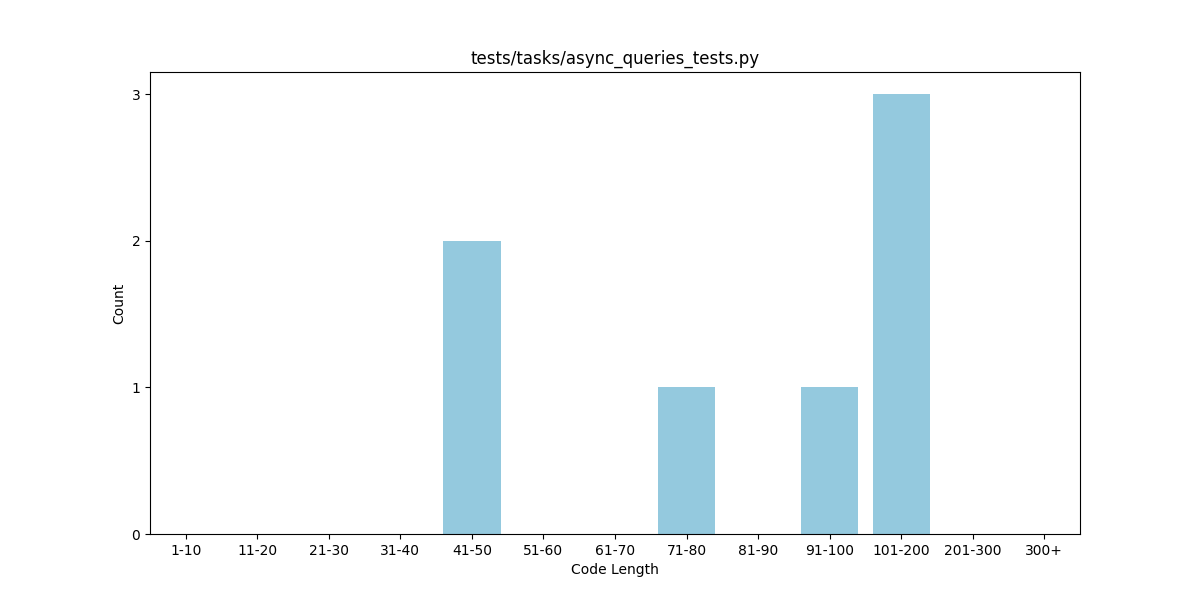 tests/tasks/async_queries_tests.py
3
2
1
0
Count
1-10 11-20 21-30 31-40 41-50 51-60 61-70 71-80 81-90 91-100 101-200 201-300 300+
Code Length